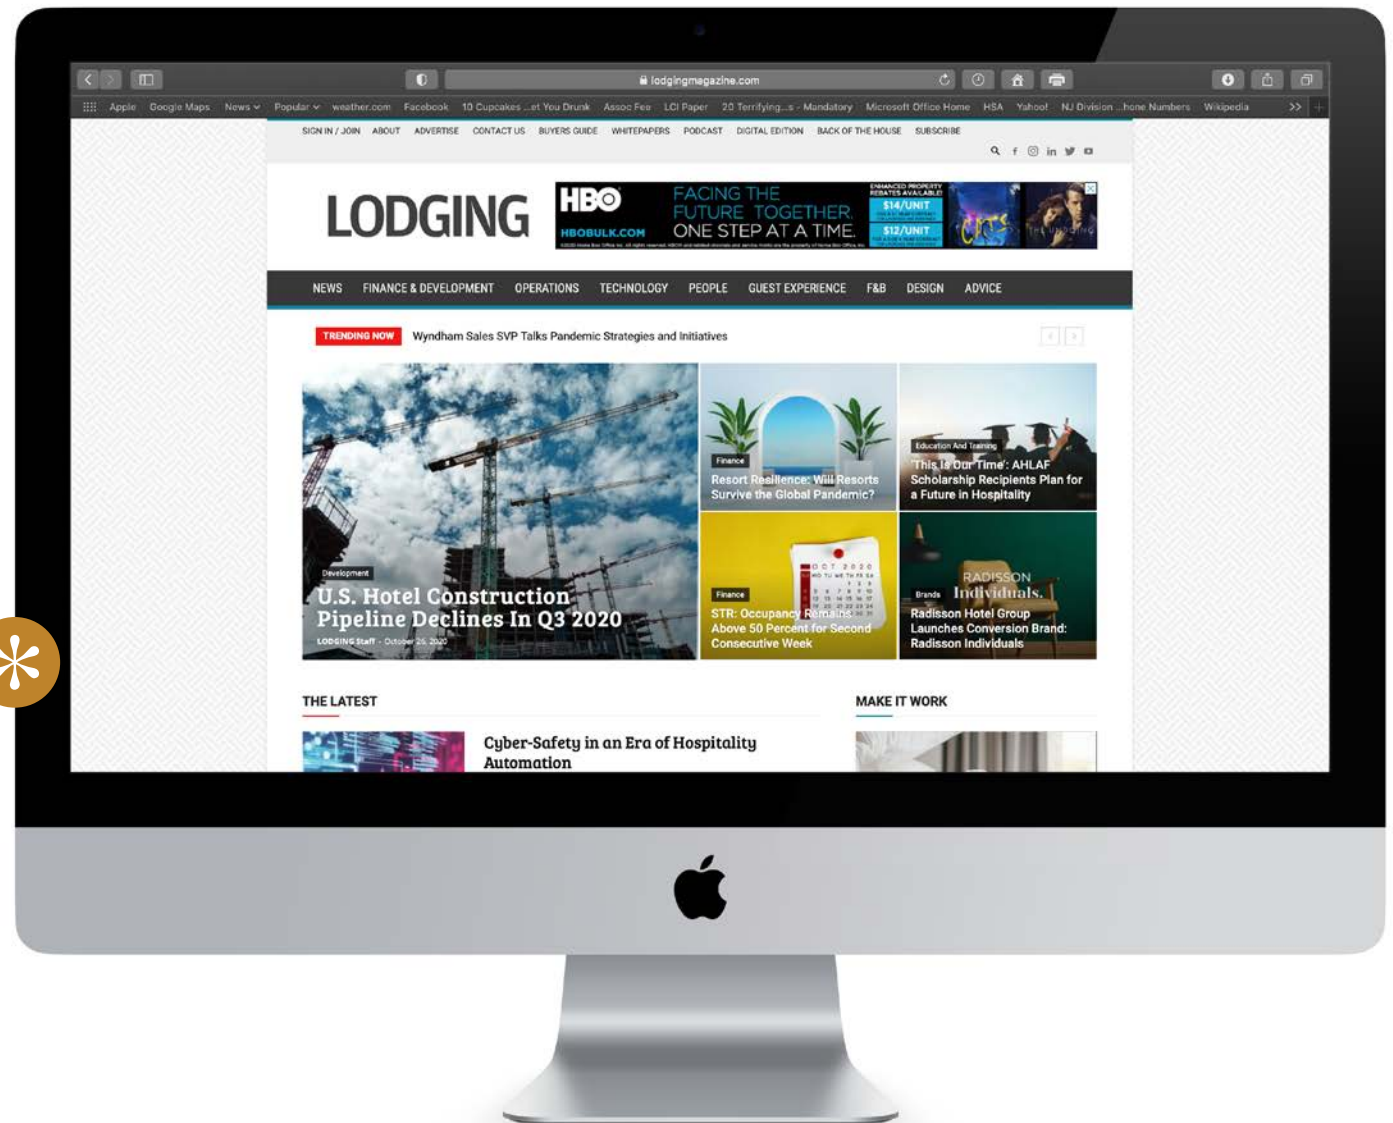 lodgingmagazine.com
Apple Google Maps News Popular weather.com Facebook 10 Cupcakes ...et You Drunk Assoc Fee LCI Paper 20 Terrifying...s - Mandatory Microsoft Office Home HSA Yahoo! NJ Division ...hone Numbers Wikipedia >>
SIGN IN / JOIN ABOUT ADVERTISE CONTACT US BUYERS GUIDE WHITEPAPERS PODCAST DIGITAL EDITION BACK OF THE HOUSE SUBSCRIBE
LODGING
HBO
HBOBULK.COM
FACING THE
FUTURE TOGETHER.
ONE STEP AT A TIME.
ENHANCED PROPERTY
REBATES AVAILABLE!
$14/UNIT
$12/UNIT
CATS
THE UNDOING
NEWS FINANCE & DEVELOPMENT OPERATIONS TECHNOLOGY PEOPLE GUEST EXPERIENCE F&B DESIGN ADVICE
TRENDING NOW Wyndham Sales SVP Talks Pandemic Strategies and Initiatives
Development
U.S. Hotel Construction
Pipeline Declines In Q3 2020
LODGING Staff - October 26, 2020
Finance
Resort Resilience: Will Resorts
Survive the Global Pandemic?
Education And Training
'This Is Our Time': AHLAF
Scholarship Recipients Plan for
a Future in Hospitality
OCT 2020
Finance
STR: Occupancy Remains
Above 50 Percent for Second
Consecutive Week
RADISSON
Individuals.
Brands
Radisson Hotel Group
Launches Conversion Brand:
Radisson Individuals
THE LATEST
Cyber-Safety in an Era of Hospitality
Automation
MAKE IT WORK